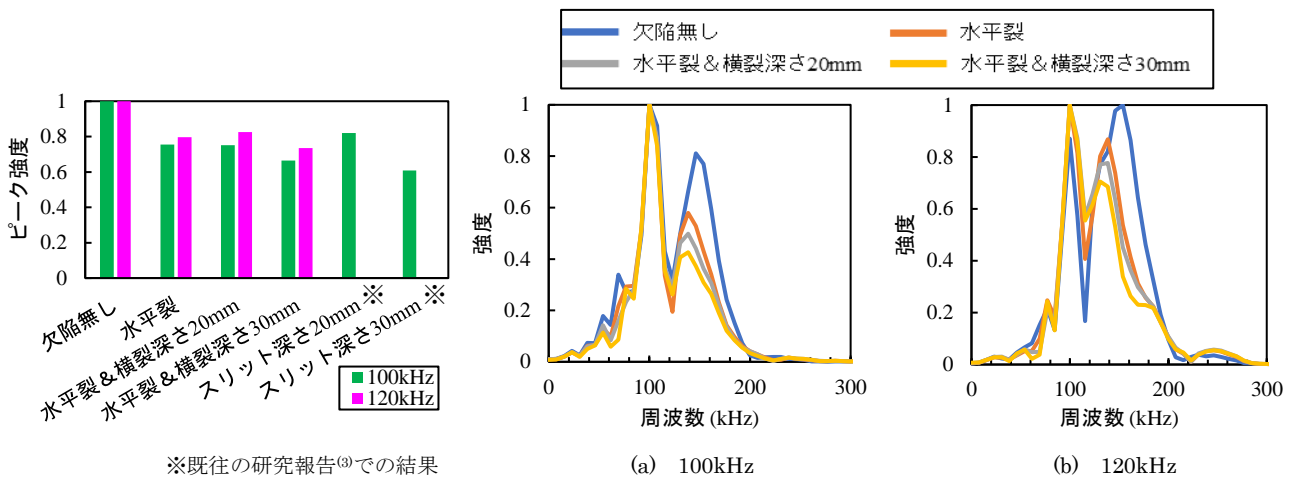 欠陥無し
水平裂
水平裂＆横裂深さ20mm
水平裂＆横裂深さ30mm
ピーク強度
1
0.8
0.6
0.4
0.2
0
欠陥無し
水平裂
水平裂＆横裂深さ20mm
水平裂＆横裂深さ30mm
スリット深さ20mm※
スリット深さ30mm※
100kHz
120kHz
※既往の研究報告⁽³⁾での結果
強度
1
0.8
0.6
0.4
0.2
0
0
100
200
300
周波数 (kHz)
(a) 100kHz
強度
1
0.8
0.6
0.4
0.2
0
0
100
200
300
周波数 (kHz)
(b) 120kHz